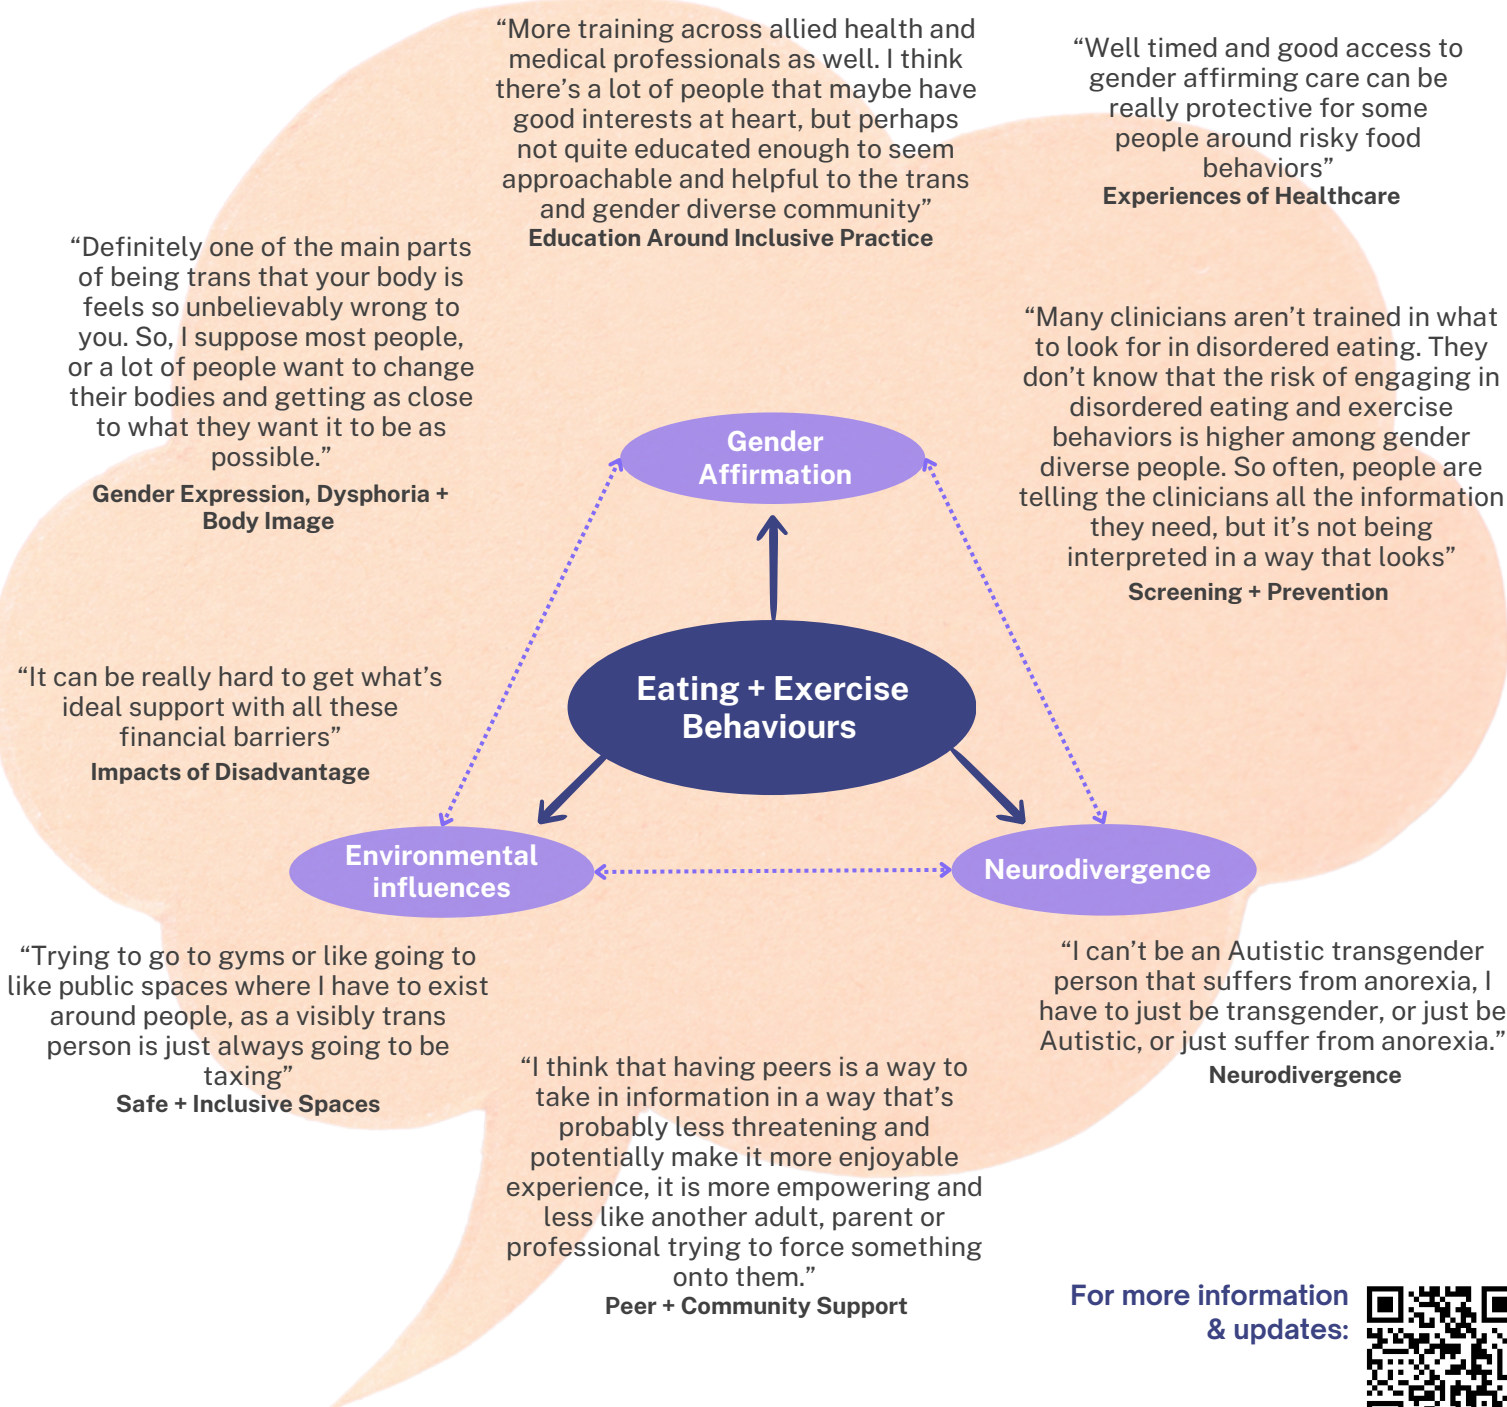 “More training across allied health and
medical professionals as well. I think
there’s a lot of people that maybe have
good interests at heart, but perhaps
not quite educated enough to seem
approachable and helpful to the trans
and gender diverse community”
Education Around Inclusive Practice
“Well timed and good access to
gender affirming care can be
really protective for some
people around risky food
behaviors”
Experiences of Healthcare
“Definitely one of the main parts
of being trans that your body is
feels so unbelievably wrong to
you. So, I suppose most people,
or a lot of people want to change
their bodies and getting as close
to what they want it to be as
possible.”
Gender Expression, Dysphoria +
Body Image
“Many clinicians aren’t trained in what
to look for in disordered eating. They
don’t know that the risk of engaging in
disordered eating and exercise
behaviors is higher among gender
diverse people. So often, people are
telling the clinicians all the information
they need, but it’s not being
interpreted in a way that looks”
Screening + Prevention
Gender
Affirmation
Eating + Exercise
Behaviours
“It can be really hard to get what’s
ideal support with all these
financial barriers”
Impacts of Disadvantage
Environmental
influences
Neurodivergence
“Trying to go to gyms or like going to
like public spaces where I have to exist
around people, as a visibly trans
person is just always going to be
taxing”
Safe + Inclusive Spaces
“I can’t be an Autistic transgender
person that suffers from anorexia, I
have to just be transgender, or just be
Autistic, or just suffer from anorexia.”
Neurodivergence
“I think that having peers is a way to
take in information in a way that’s
probably less threatening and
potentially make it more enjoyable
experience, it is more empowering and
less like another adult, parent or
professional trying to force something
onto them.”
Peer + Community Support
For more information
& updates: